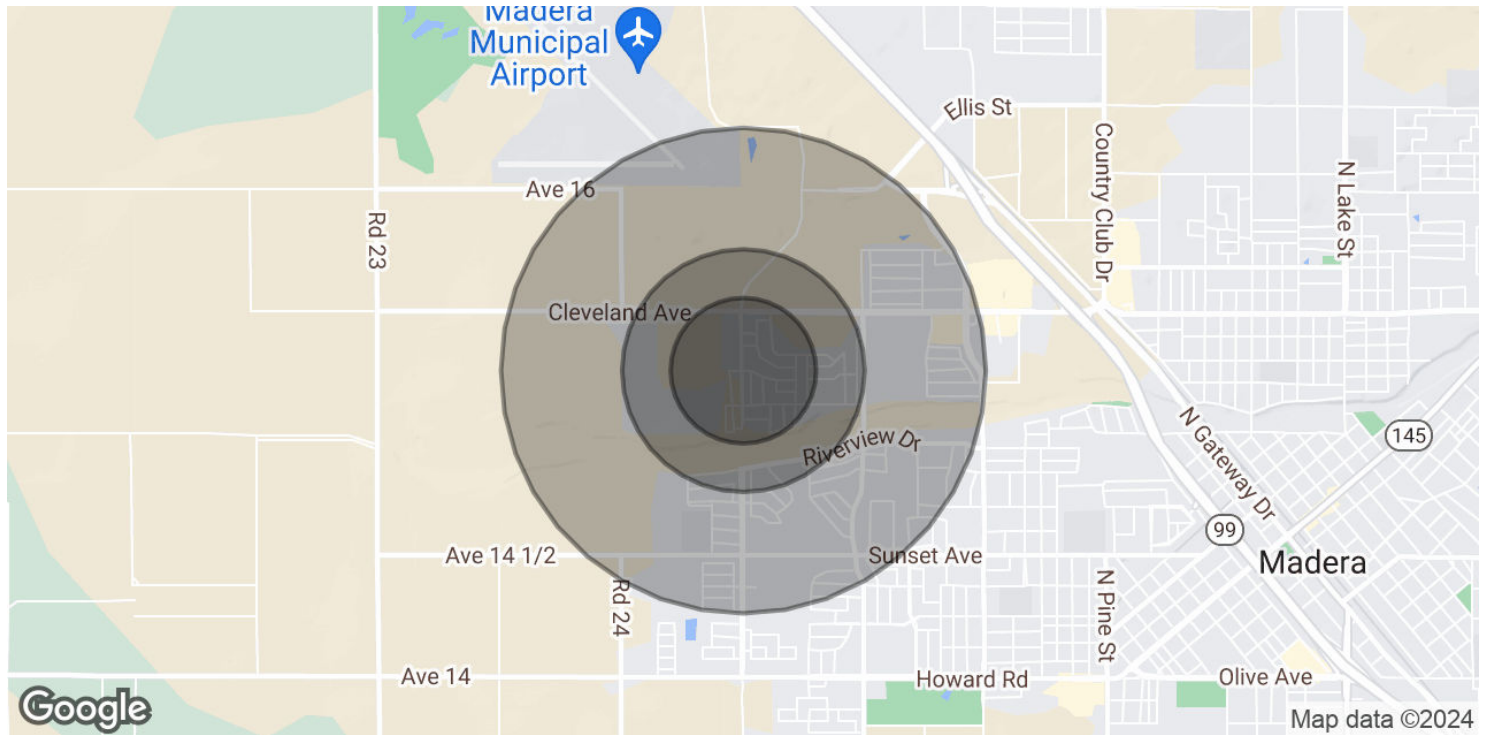 Madera
Municipal
Airport
Ellis St
Country Club Dr
N Lake St
Ave 16
Rd 23
Cleveland Ave
Riverview Dr
N Gateway Dr
145
99
Ave 14 1/2
Sunset Ave
Madera
Rd 24
N Pine St
Ave 14
Howard Rd
Olive Ave
Google
Map data ©2024